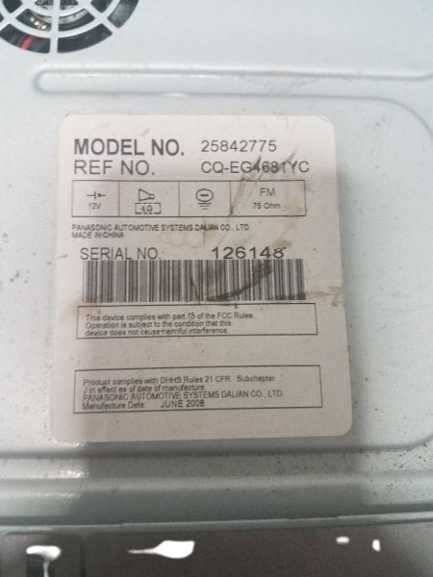 MODEL NO. 25842775
REF NO. CQ-EG4681YC
12V 4Ω FM 75 Ohm
PANASONIC AUTOMOTIVE SYSTEMS DALIAN CO., LTD.
MADE IN CHINA
SERIAL NO. 126148
This device complies with part 15 of the FCC Rules.
Operation is subject to the condition that this
device does not cause harmful interference.
Product complies with DHHS Rules 21 CFR. Subchapter
J in effect as of date of manufacture.
PANASONIC AUTOMOTIVE SYSTEMS DALIAN CO., LTD.
Manufacture Date: JUNE 2008